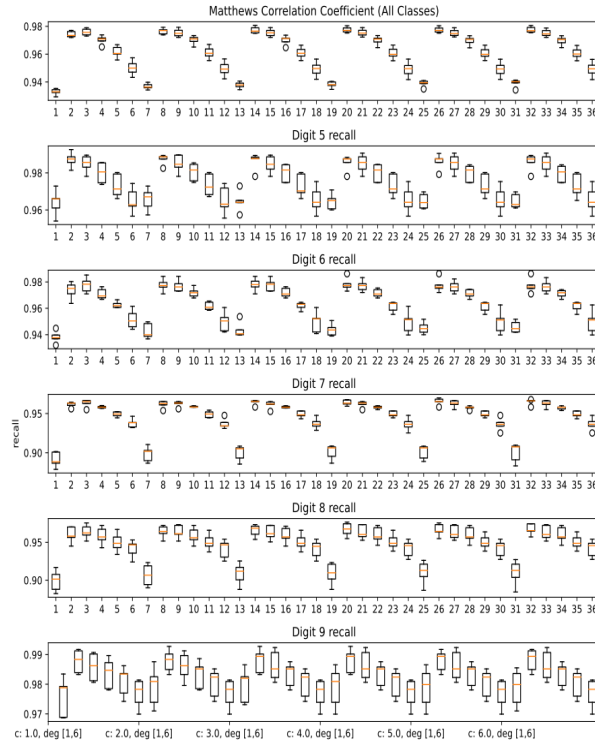 Matthews Correlation Coefficient (All Classes)
0.98
0.96
0.94
1 2 3 4 5 6 7 8 9 10 11 12 13 14 15 16 17 18 19 20 21 22 23 24 25 26 27 28 29 30 31 32 33 34 35 36
Digit 5 recall
0.98
0.96
1 2 3 4 5 6 7 8 9 10 11 12 13 14 15 16 17 18 19 20 21 22 23 24 25 26 27 28 29 30 31 32 33 34 35 36
Digit 6 recall
0.98
0.96
0.94
1 2 3 4 5 6 7 8 9 10 11 12 13 14 15 16 17 18 19 20 21 22 23 24 25 26 27 28 29 30 31 32 33 34 35 36
Digit 7 recall
0.95
0.90
recall
1 2 3 4 5 6 7 8 9 10 11 12 13 14 15 16 17 18 19 20 21 22 23 24 25 26 27 28 29 30 31 32 33 34 35 36
Digit 8 recall
0.95
0.90
1 2 3 4 5 6 7 8 9 10 11 12 13 14 15 16 17 18 19 20 21 22 23 24 25 26 27 28 29 30 31 32 33 34 35 36
Digit 9 recall
0.99
0.98
0.97
c: 1.0, deg [1,6] c: 2.0, deg [1,6] c: 3.0, deg [1,6] c: 4.0, deg [1,6] c: 5.0, deg [1,6] c: 6.0, deg [1,6]